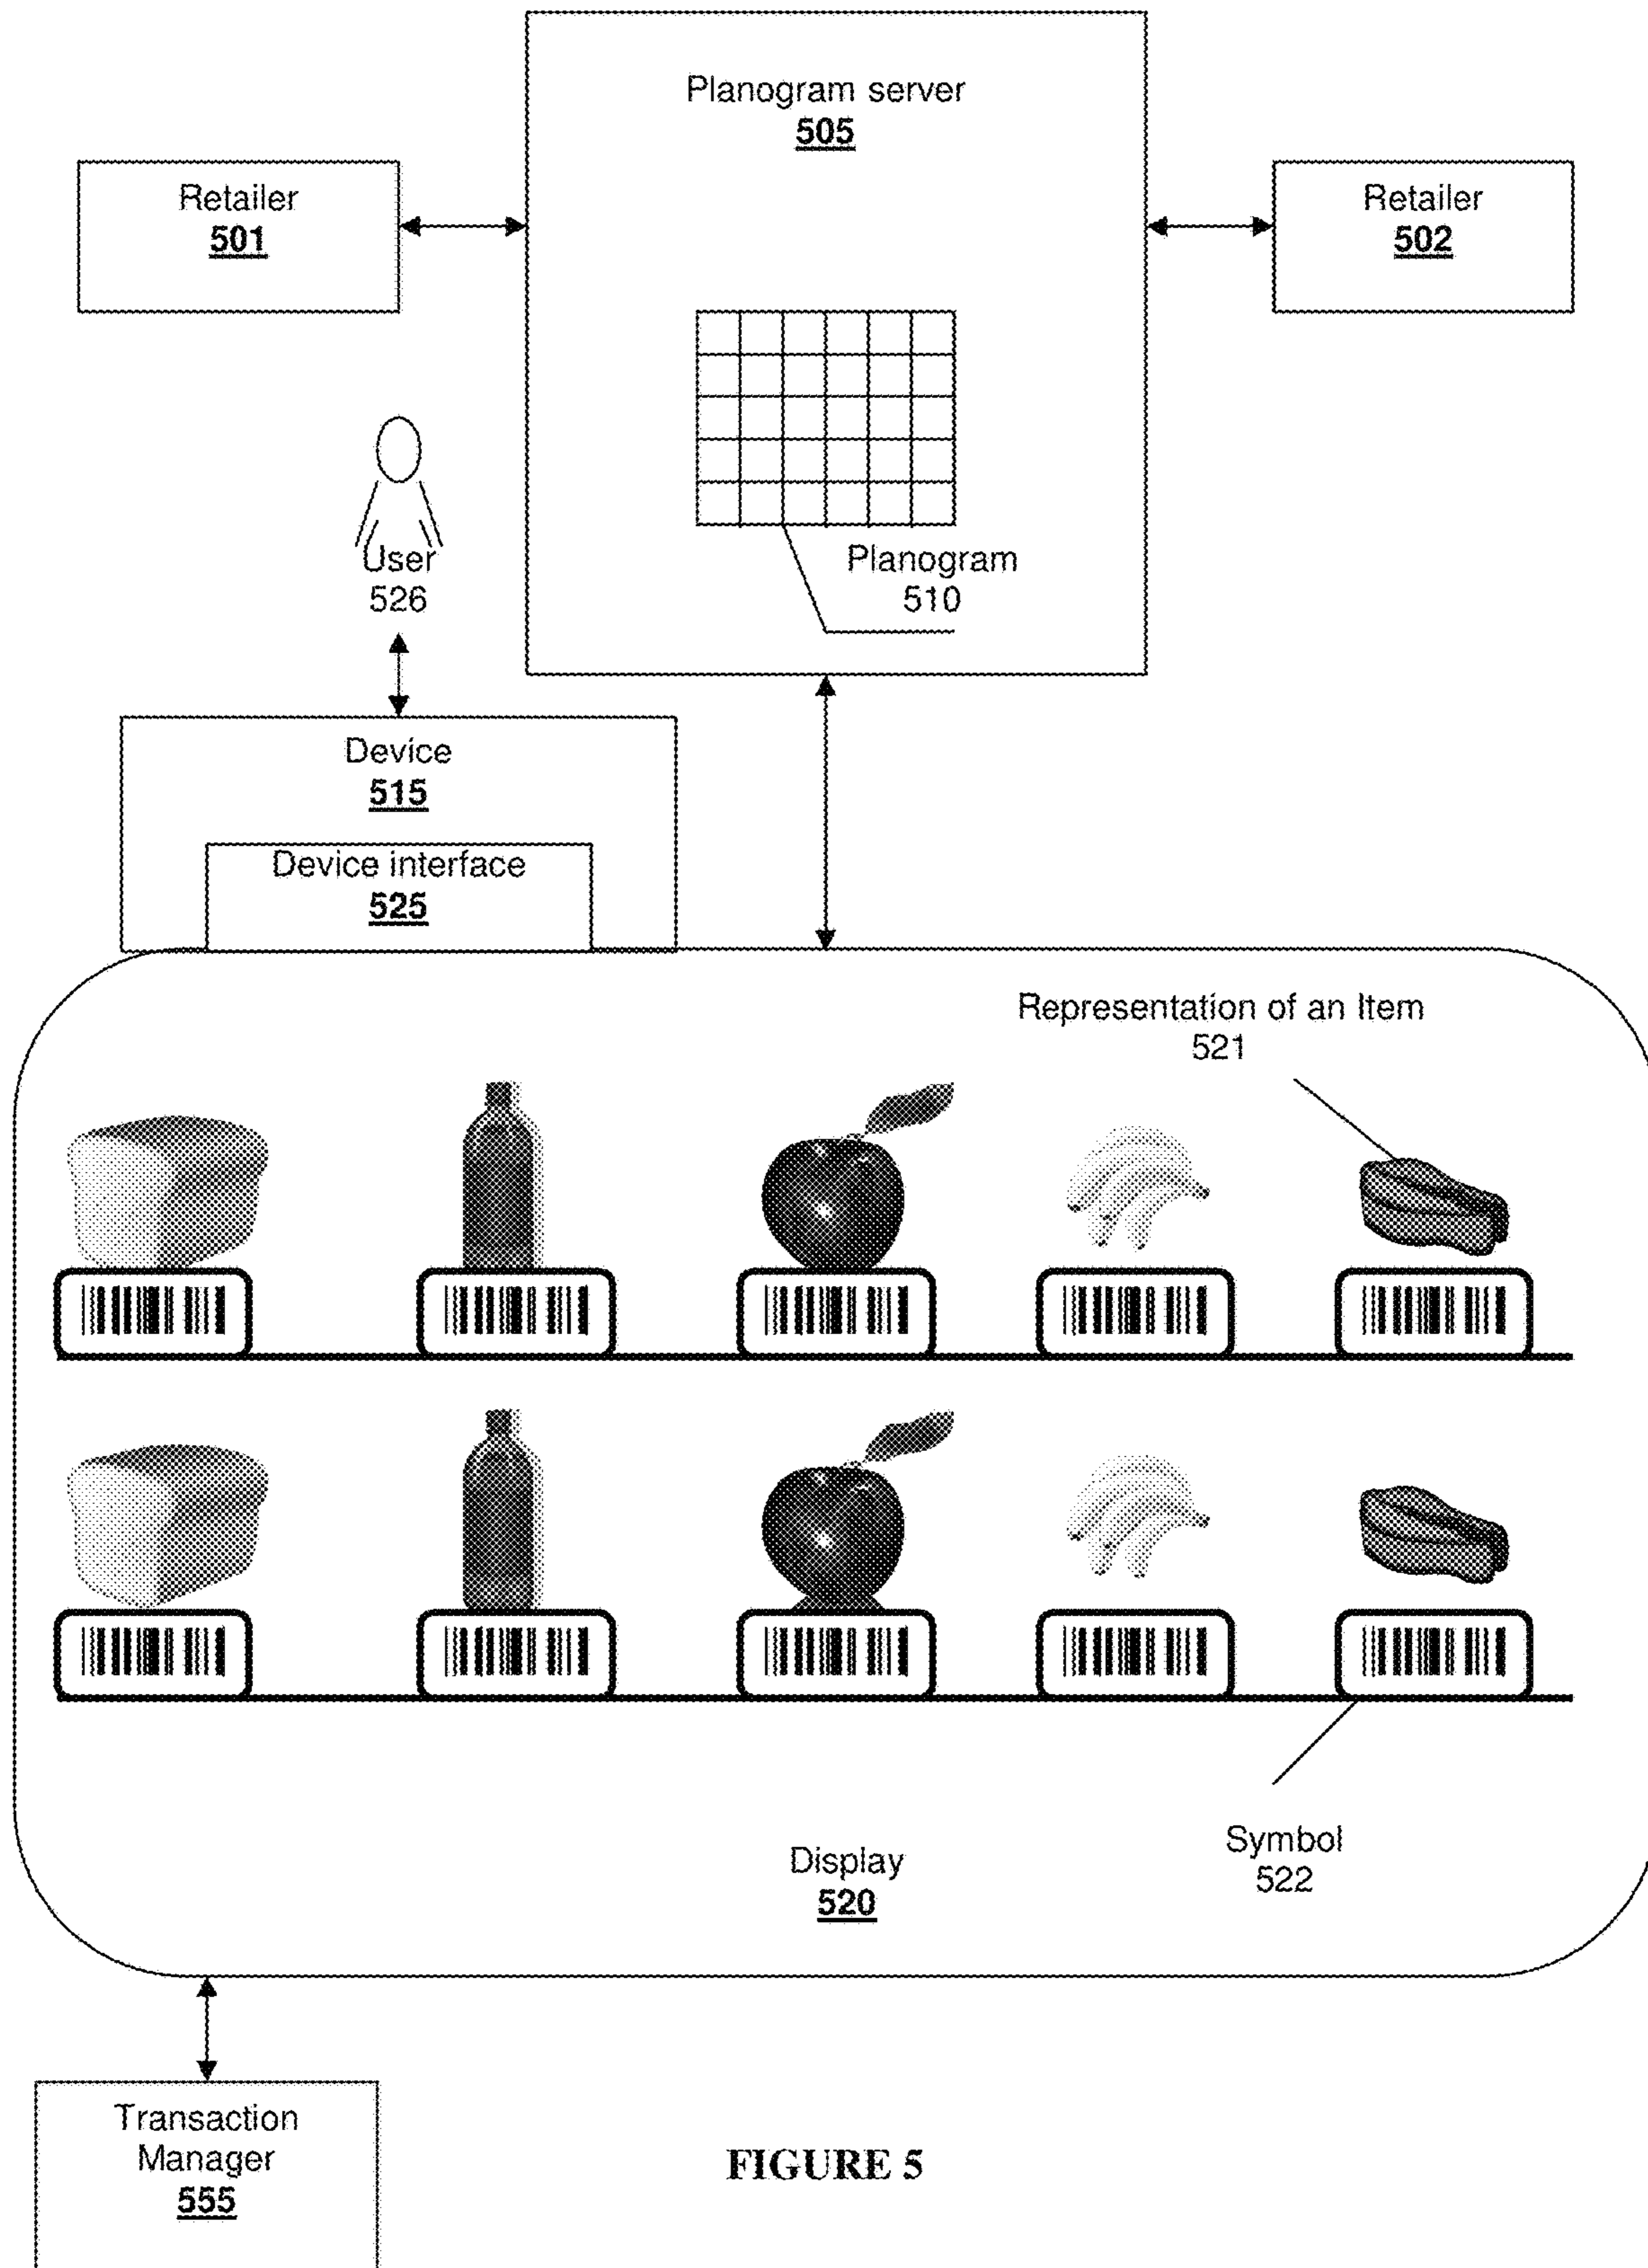 Planogram server
505
Retailer
501
Retailer
502
User
526
Planogram
510
Device
515
Device interface
525
Representation of an Item
521
Symbol
522
Display
520
Transaction
Manager
555
FIGURE 5